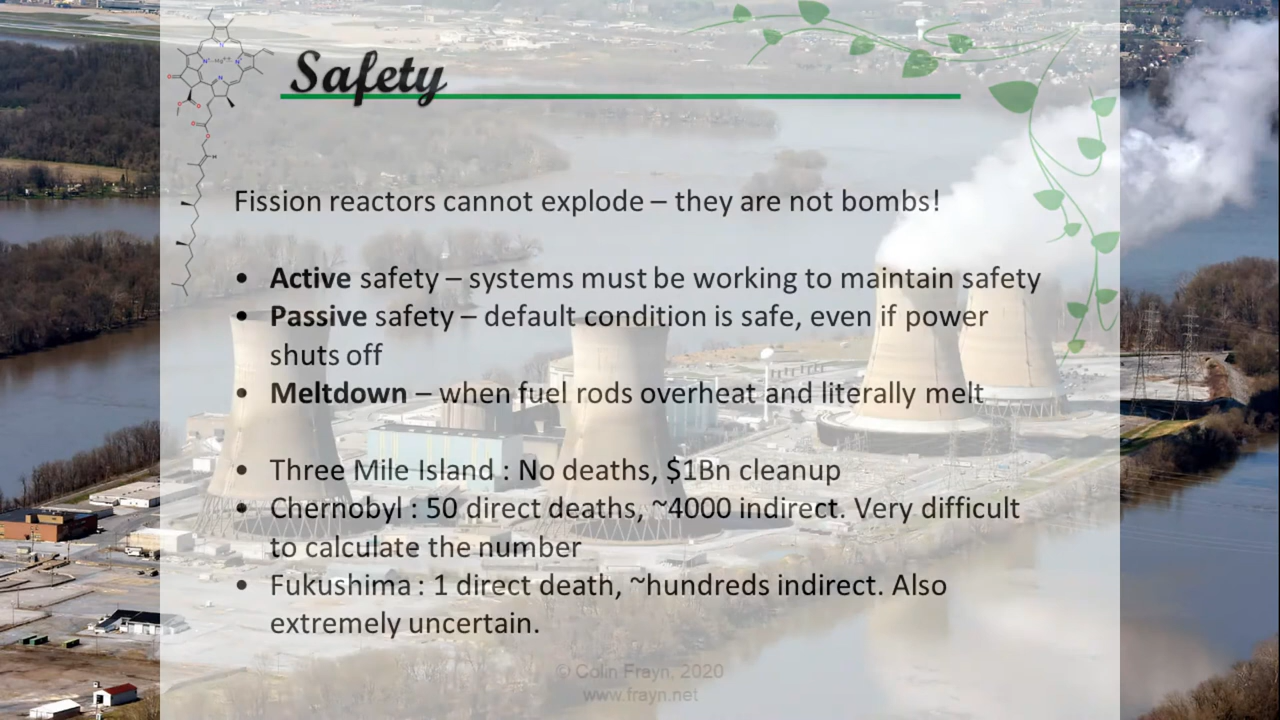 Safety
Fission reactors cannot explode – they are not bombs!
• Active safety – systems must be working to maintain safety
• Passive safety – default condition is safe, even if power
shuts off
• Meltdown – when fuel rods overheat and literally melt
• Three Mile Island : No deaths, $1Bn cleanup
• Chernobyl : 50 direct deaths, ~4000 indirect. Very difficult
to calculate the number
• Fukushima : 1 direct death, ~hundreds indirect. Also
extremely uncertain.
© Colin Frayn, 2020
www.frayn.net